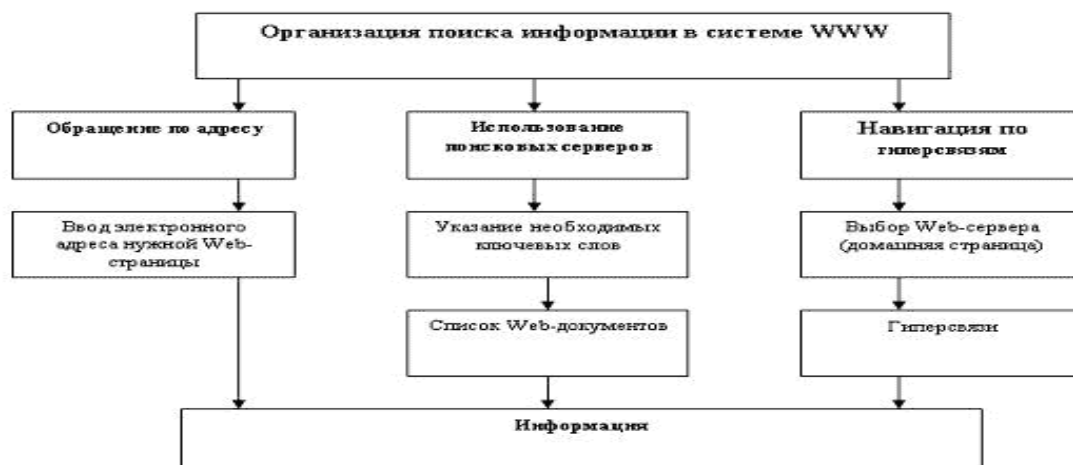 Организация поиска информации в системе WWW
Обращение по адресу
Использование
поисковых серверов
Навигация по
гиперсвязям
Ввод электронного
адреса нужной Web-
страницы
Указание необходимых
ключевых слов
Выбор Web-сервера
(домашняя страница)
Список Web-документов
Гиперсвязи
Информация